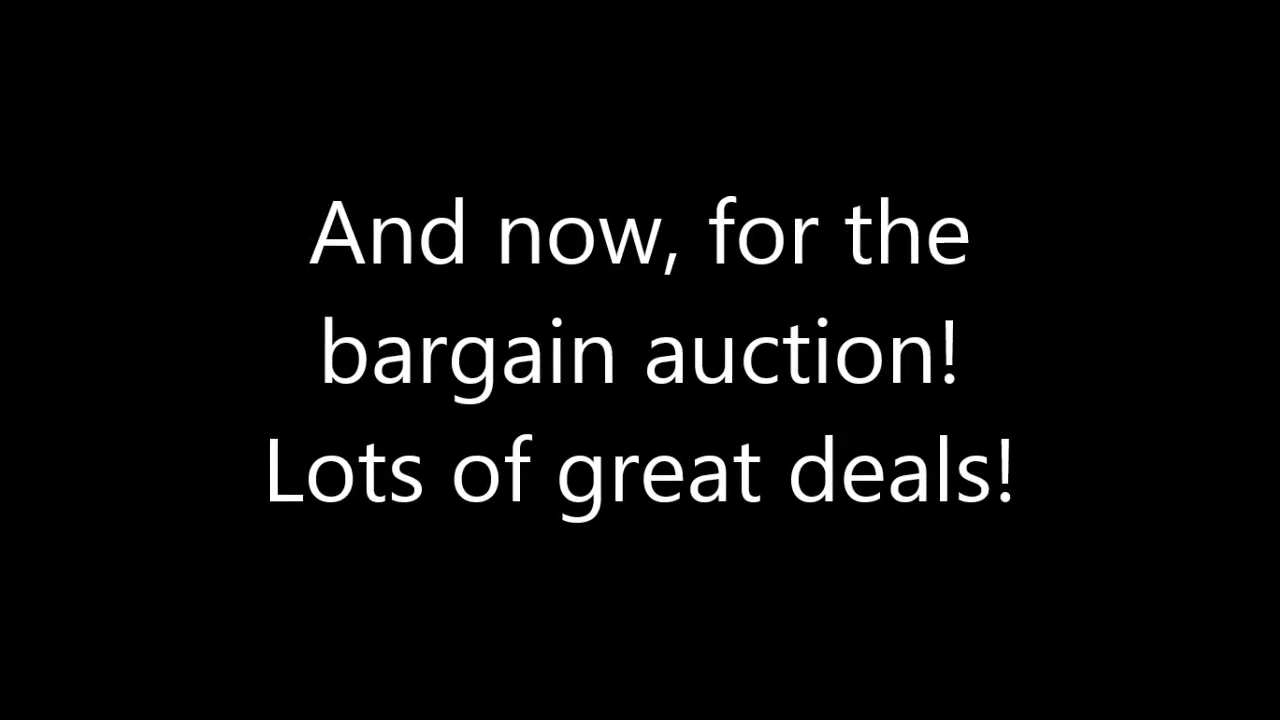 And now, for the
bargain auction!
Lots of great deals!